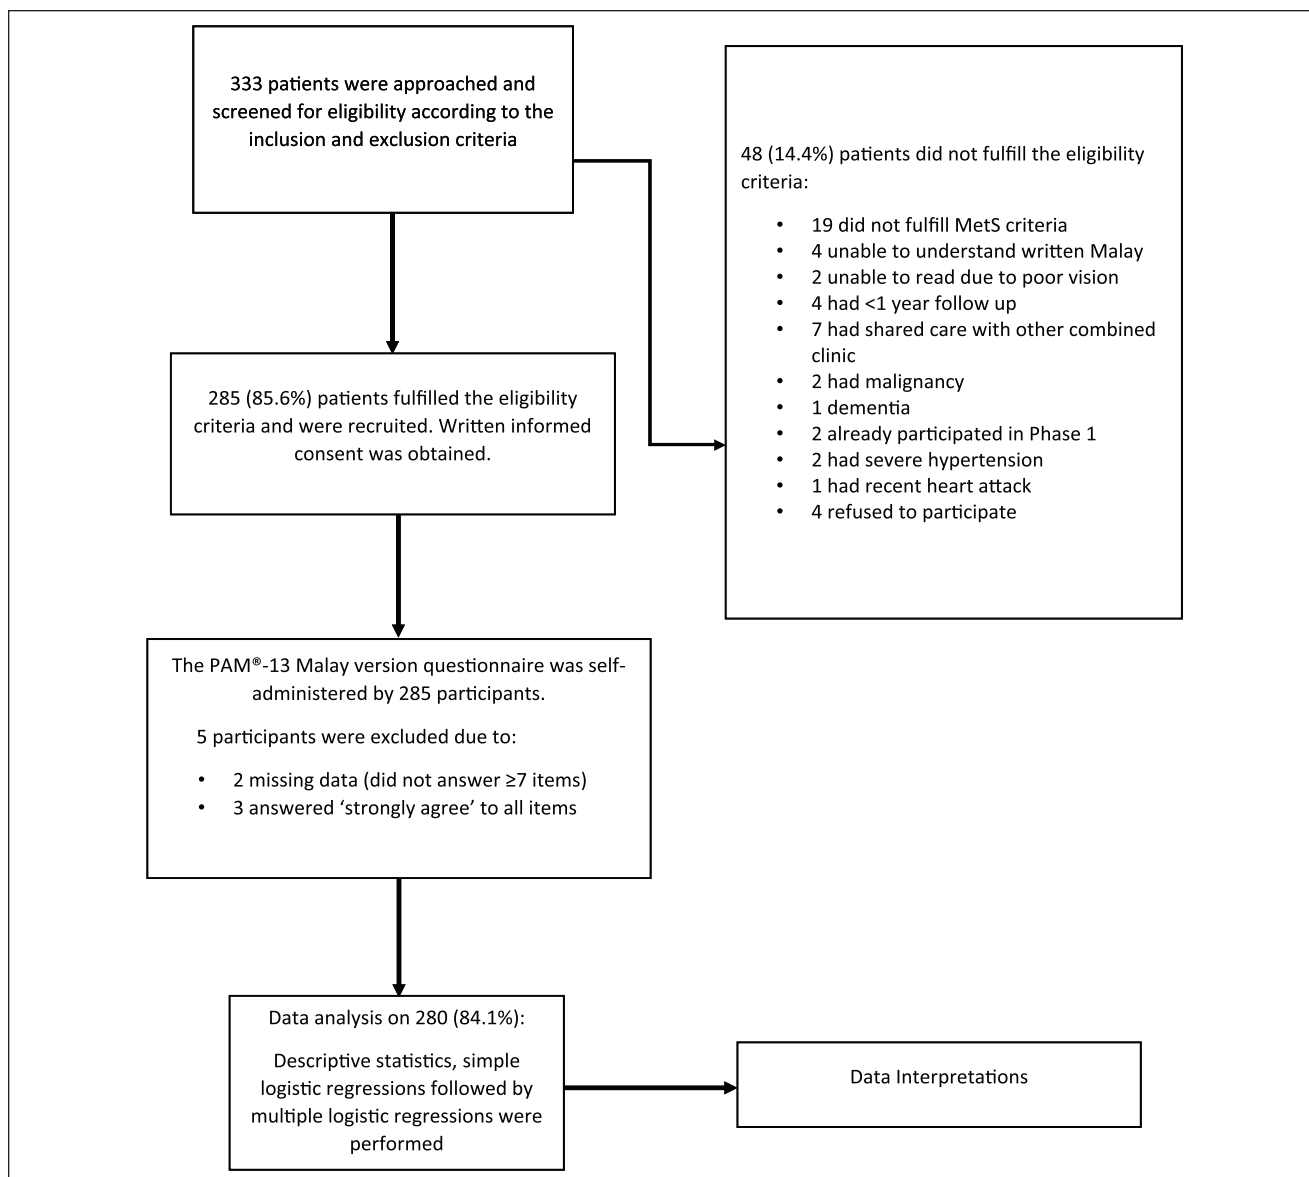 333 patients were approached and
screened for eligibility according to the
inclusion and exclusion criteria
48 (14.4%) patients did not fulfill the eligibility
criteria:
• 19 did not fulfill MetS criteria
• 4 unable to understand written Malay
• 2 unable to read due to poor vision
• 4 had <1 year follow up
• 7 had shared care with other combined
clinic
• 2 had malignancy
• 1 dementia
• 2 already participated in Phase 1
• 2 had severe hypertension
• 1 had recent heart attack
• 4 refused to participate
285 (85.6%) patients fulfilled the eligibility
criteria and were recruited. Written informed
consent was obtained.
The PAM®-13 Malay version questionnaire was self-
administered by 285 participants.
5 participants were excluded due to:
• 2 missing data (did not answer ≥7 items)
• 3 answered ‘strongly agree’ to all items
Data analysis on 280 (84.1%):
Descriptive statistics, simple
logistic regressions followed by
multiple logistic regressions were
performed
Data Interpretations